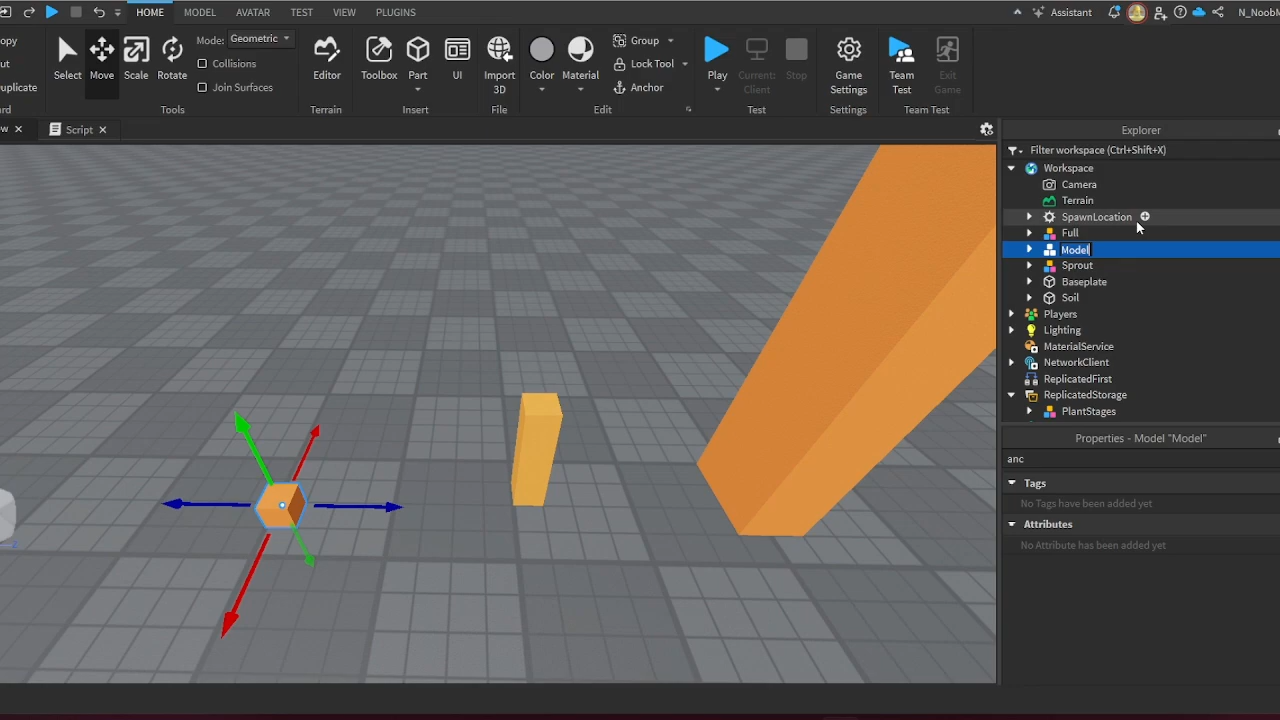 HOME MODEL AVATAR TEST VIEW PLUGINS Assistant
opy Mode: Geometric Group
ut Collisions Lock Tool
uplicate Join Surfaces Anchor
Select Move Scale Rotate Editor Toolbox Part UI Import 3D Color Material Play Current: Client Stop Game Settings Team Test Exit Game
ard Tools Terrain Insert File Edit Test Settings Team Test
w Script
Explorer
Filter workspace (Ctrl+Shift+X)
Workspace
Camera
Terrain
SpawnLocation
Full
Model
Sprout
Baseplate
Soil
Players
Lighting
MaterialService
NetworkClient
ReplicatedFirst
ReplicatedStorage
PlantStages
Properties - Model "Model"
anc
Tags
No Tags have been added yet
Attributes
No Attribute has been added yet
z